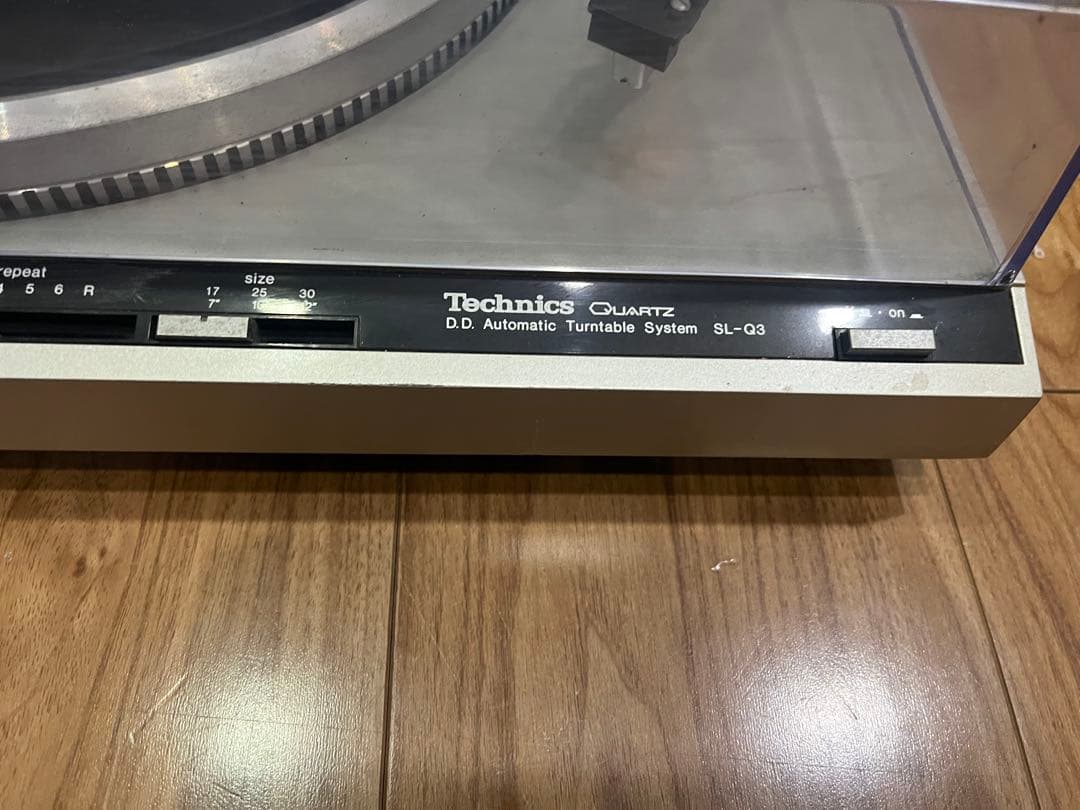 repeat
4 5 6 R
size
17 25 30
7"
Technics QUARTZ
D.D. Automatic Turntable System SL-Q3
on